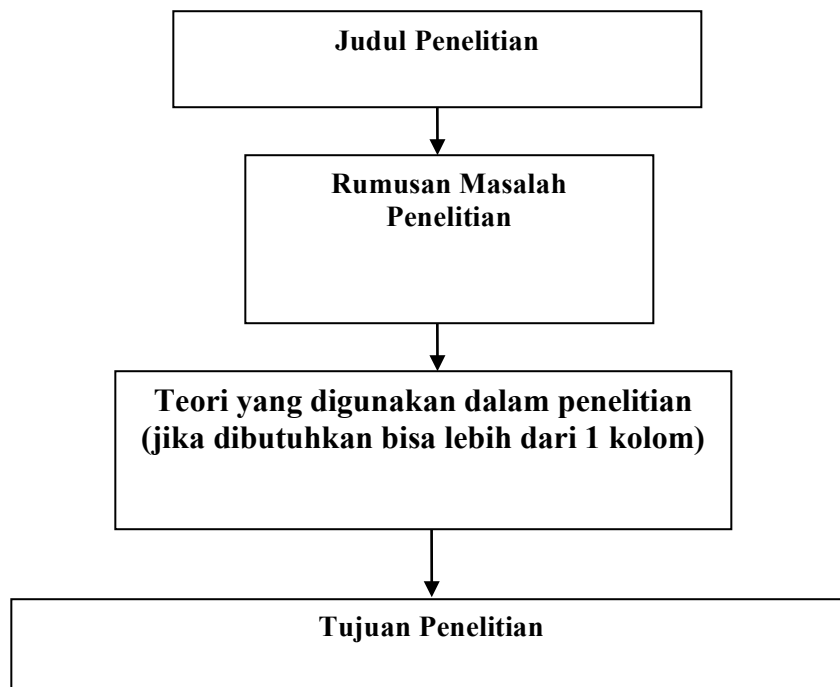 Judul Penelitian
Rumusan Masalah
Penelitian
Teori yang digunakan dalam penelitian
(jika dibutuhkan bisa lebih dari 1 kolom)
Tujuan Penelitian